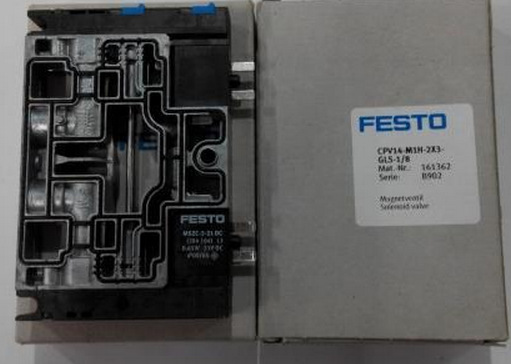 FESTO
FESTO
CPV14-M1H-2X3-
GLS-1/8
Mat.-Nr.: 161362
Serie: B902
Magnetventil
Solenoid valve